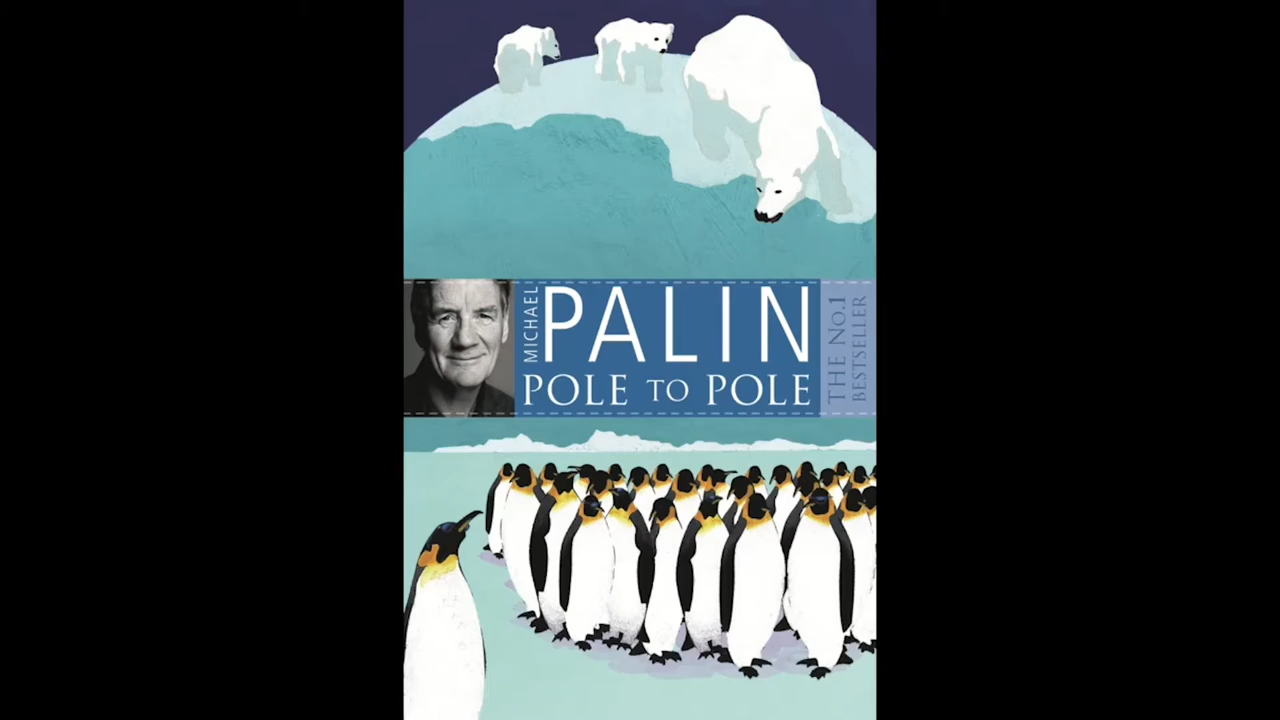 MICHAEL
PALIN
POLE TO POLE
THE No.1
BESTSELLER